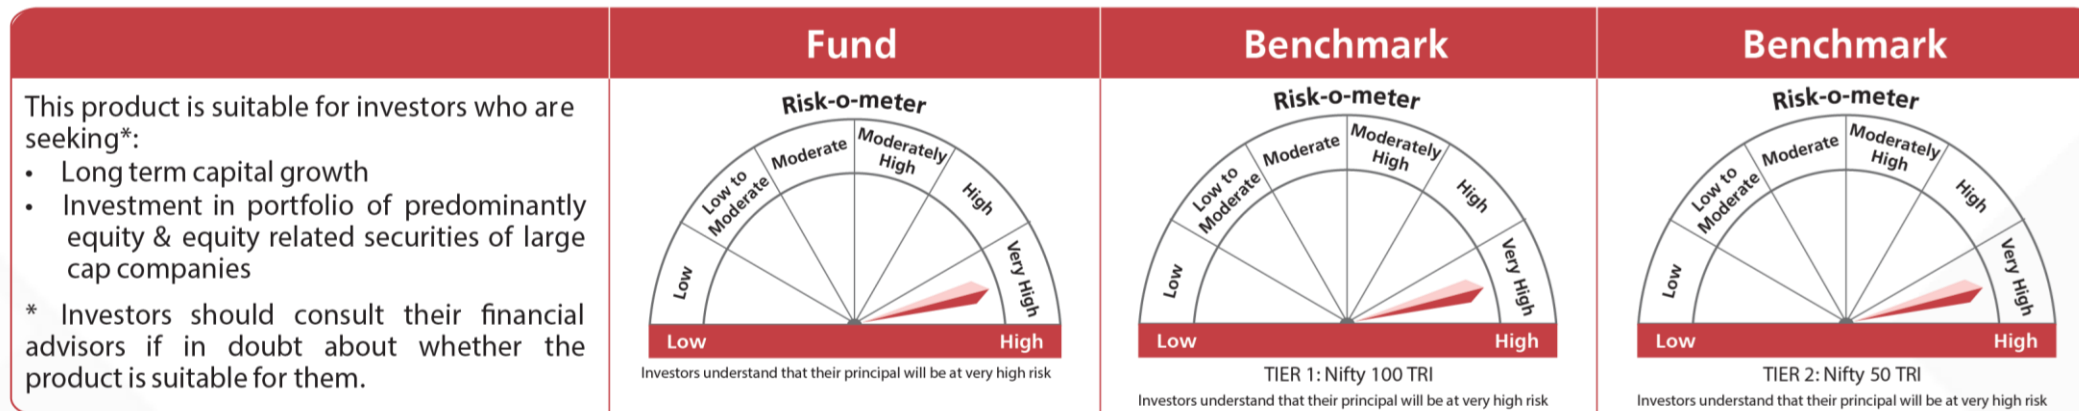 Fund
Benchmark
Benchmark
This product is suitable for investors who are
seeking*:
• Long term capital growth
• Investment in portfolio of predominantly
equity & equity related securities of large
cap companies
* Investors should consult their financial
advisors if in doubt about whether the
product is suitable for them.
Risk-o-meter
Low
Low to
Moderate
Moderate
Moderately
High
High
Very High
Low
High
Investors understand that their principal will be at very high risk
Risk-o-meter
Low
Low to
Moderate
Moderate
Moderately
High
High
Very High
Low
High
TIER 1: Nifty 100 TRI
Investors understand that their principal will be at very high risk
Risk-o-meter
Low
Low to
Moderate
Moderate
Moderately
High
High
Very High
Low
High
TIER 2: Nifty 50 TRI
Investors understand that their principal will be at very high risk